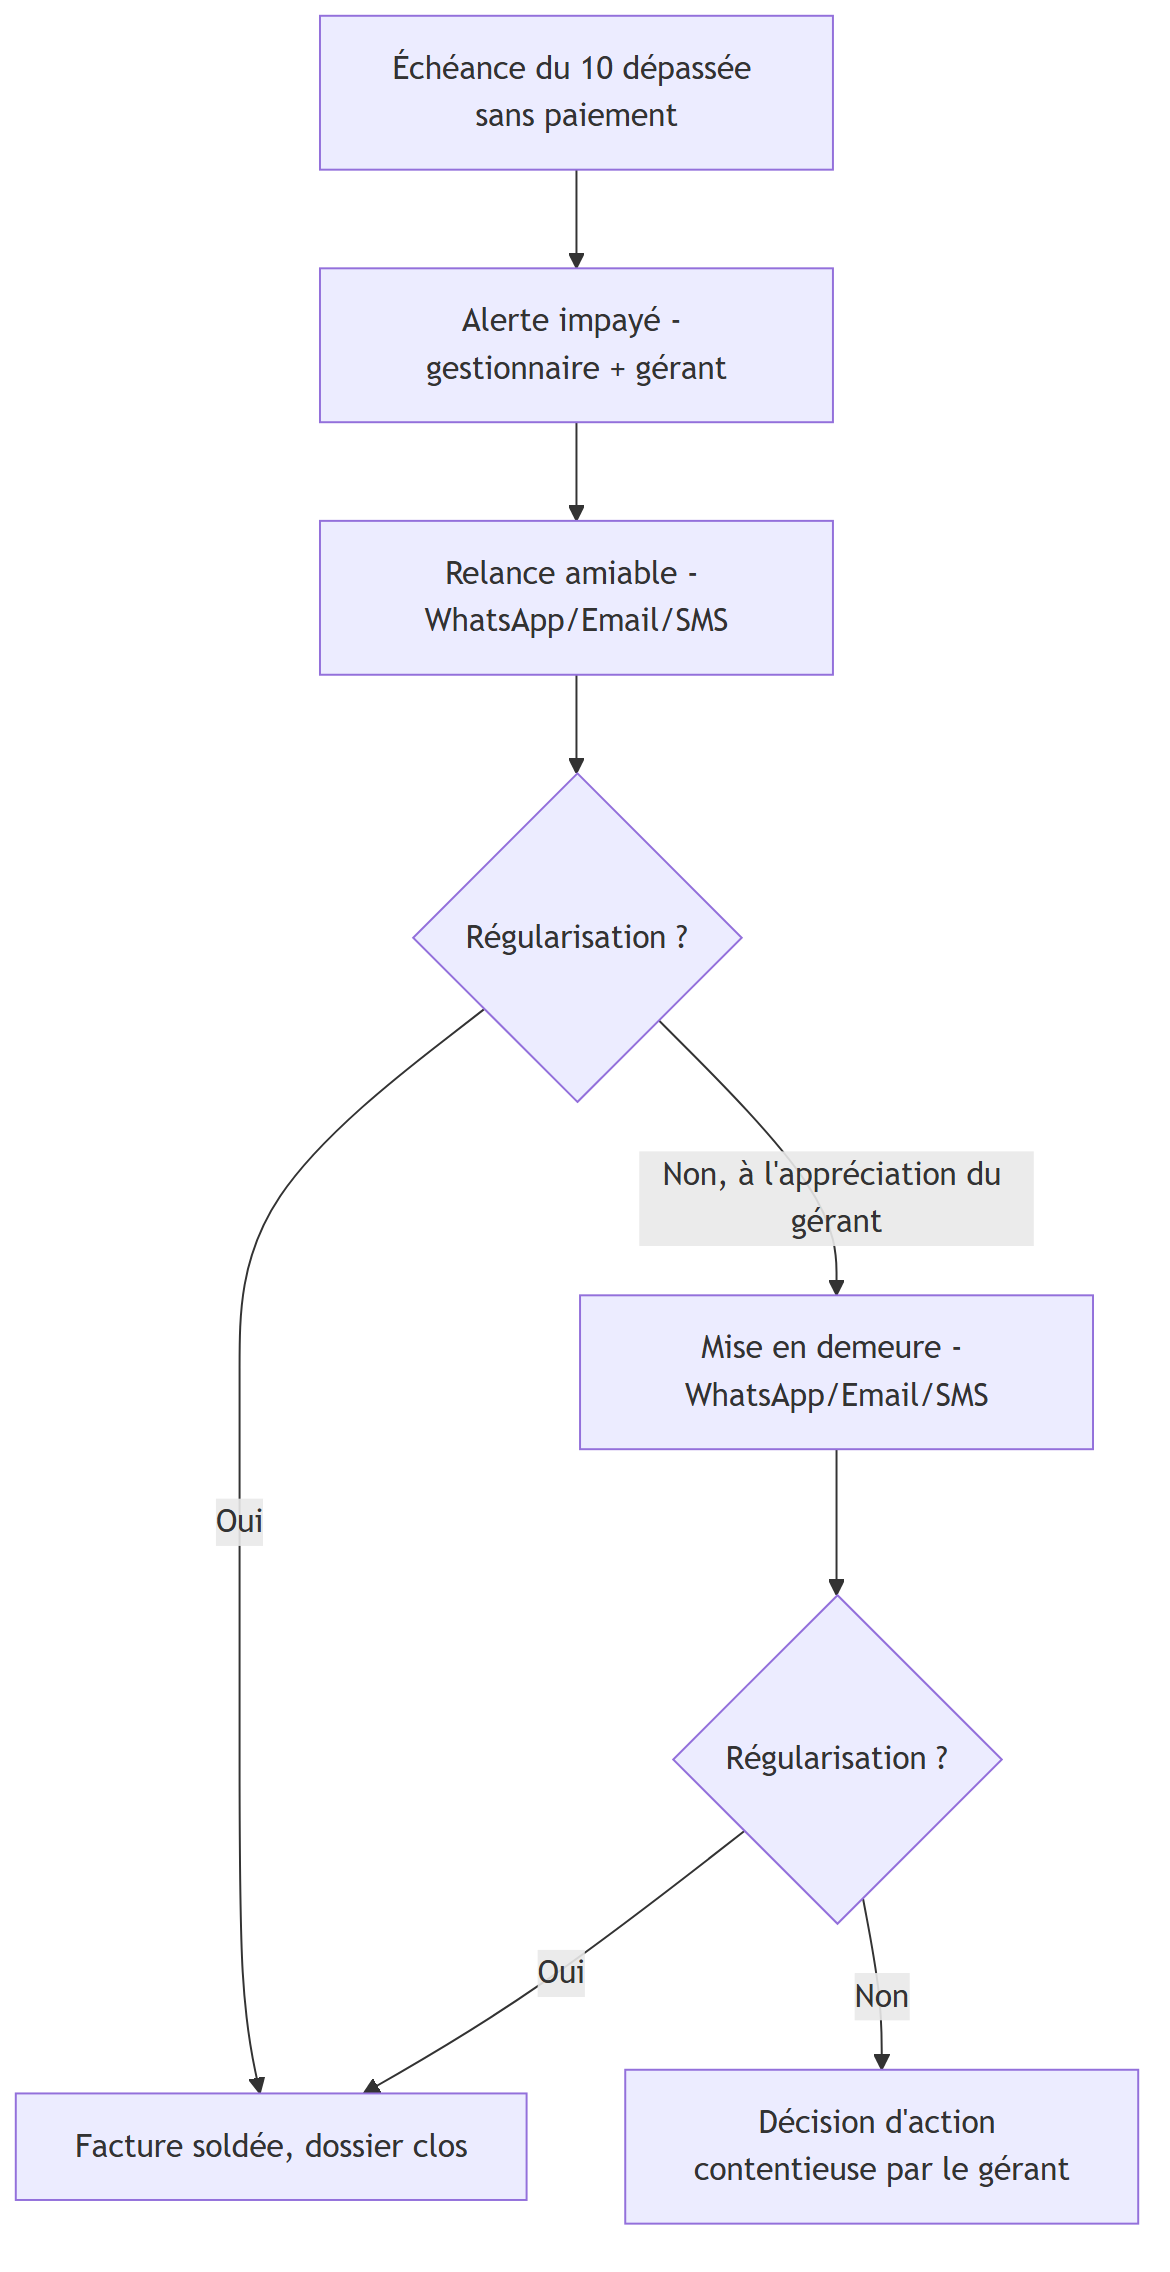 Échéance du 10 dépassée
sans paiement
Alerte impayé -
gestionnaire + gérant
Relance amiable -
WhatsApp/Email/SMS
Régularisation ?
Non, à l'appréciation du
gérant
Mise en demeure -
WhatsApp/Email/SMS
Oui
Régularisation ?
Oui
Non
Facture soldée, dossier clos
Décision d'action
contentieuse par le gérant